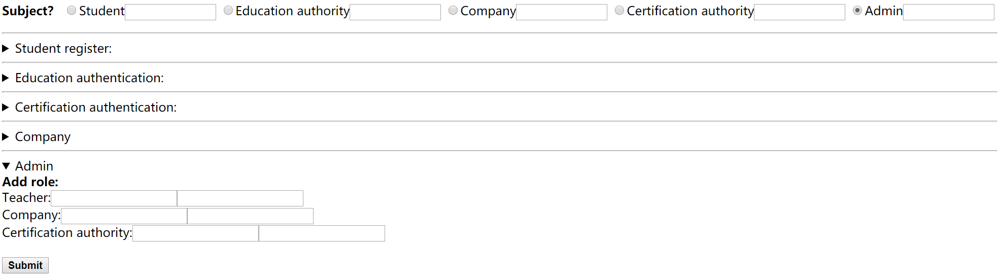 Subject? Student Education authority Company Certification authority Admin
Student register:
Education authentication:
Certification authentication:
Company
Admin
Add role:
Teacher:
Company:
Certification authority:
Submit